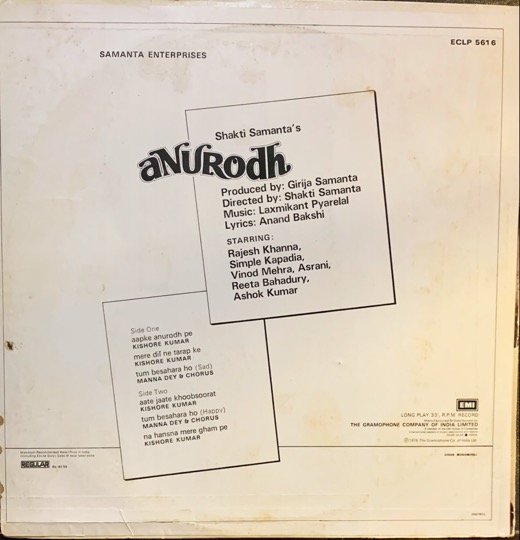 SAMANTA ENTERPRISES
ECLP 5616
Shakti Samanta's
aNURodh
Produced by: Girija Samanta
Directed by: Shakti Samanta
Music: Laxmikant Pyarelal
Lyrics: Anand Bakshi
STARRING:
Rajesh Khanna,
Simple Kapadia,
Vinod Mehra, Asrani,
Reeta Bahadury,
Ashok Kumar
Side One
aapke anurodh pe
KISHORE KUMAR
mere dil ne tarap ke
KISHORE KUMAR
tum besahara ho (Sad)
MANNA DEY & CHORUS
Side Two
aate jaate khoobsoorat
KISHORE KUMAR
tum besahara ho (Happy)
MANNA DEY & CHORUS
na hansna mere gham pe
KISHORE KUMAR
EMI
LONG PLAY 33⅓ R.P.M. RECORD
THE GRAMOPHONE COMPANY OF INDIA LIMITED
REGULAR